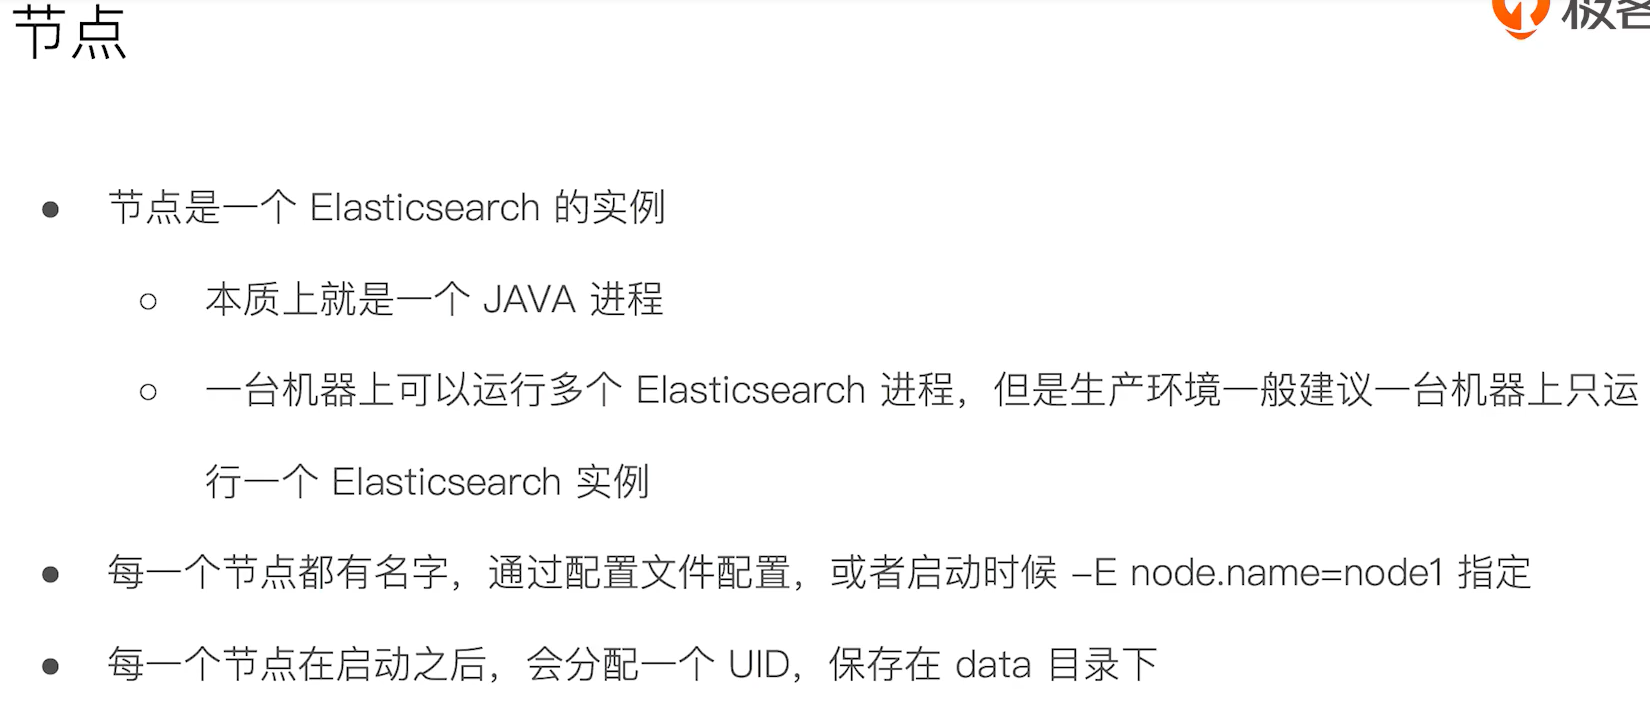 节点
极客
● 节点是一个 Elasticsearch 的实例
○ 本质上就是一个 JAVA 进程
○ 一台机器上可以运行多个 Elasticsearch 进程，但是生产环境一般建议一台机器上只运
行一个 Elasticsearch 实例
● 每一个节点都有名字，通过配置文件配置，或者启动时候 –E node.name=node1 指定
● 每一个节点在启动之后，会分配一个 UID，保存在 data 目录下